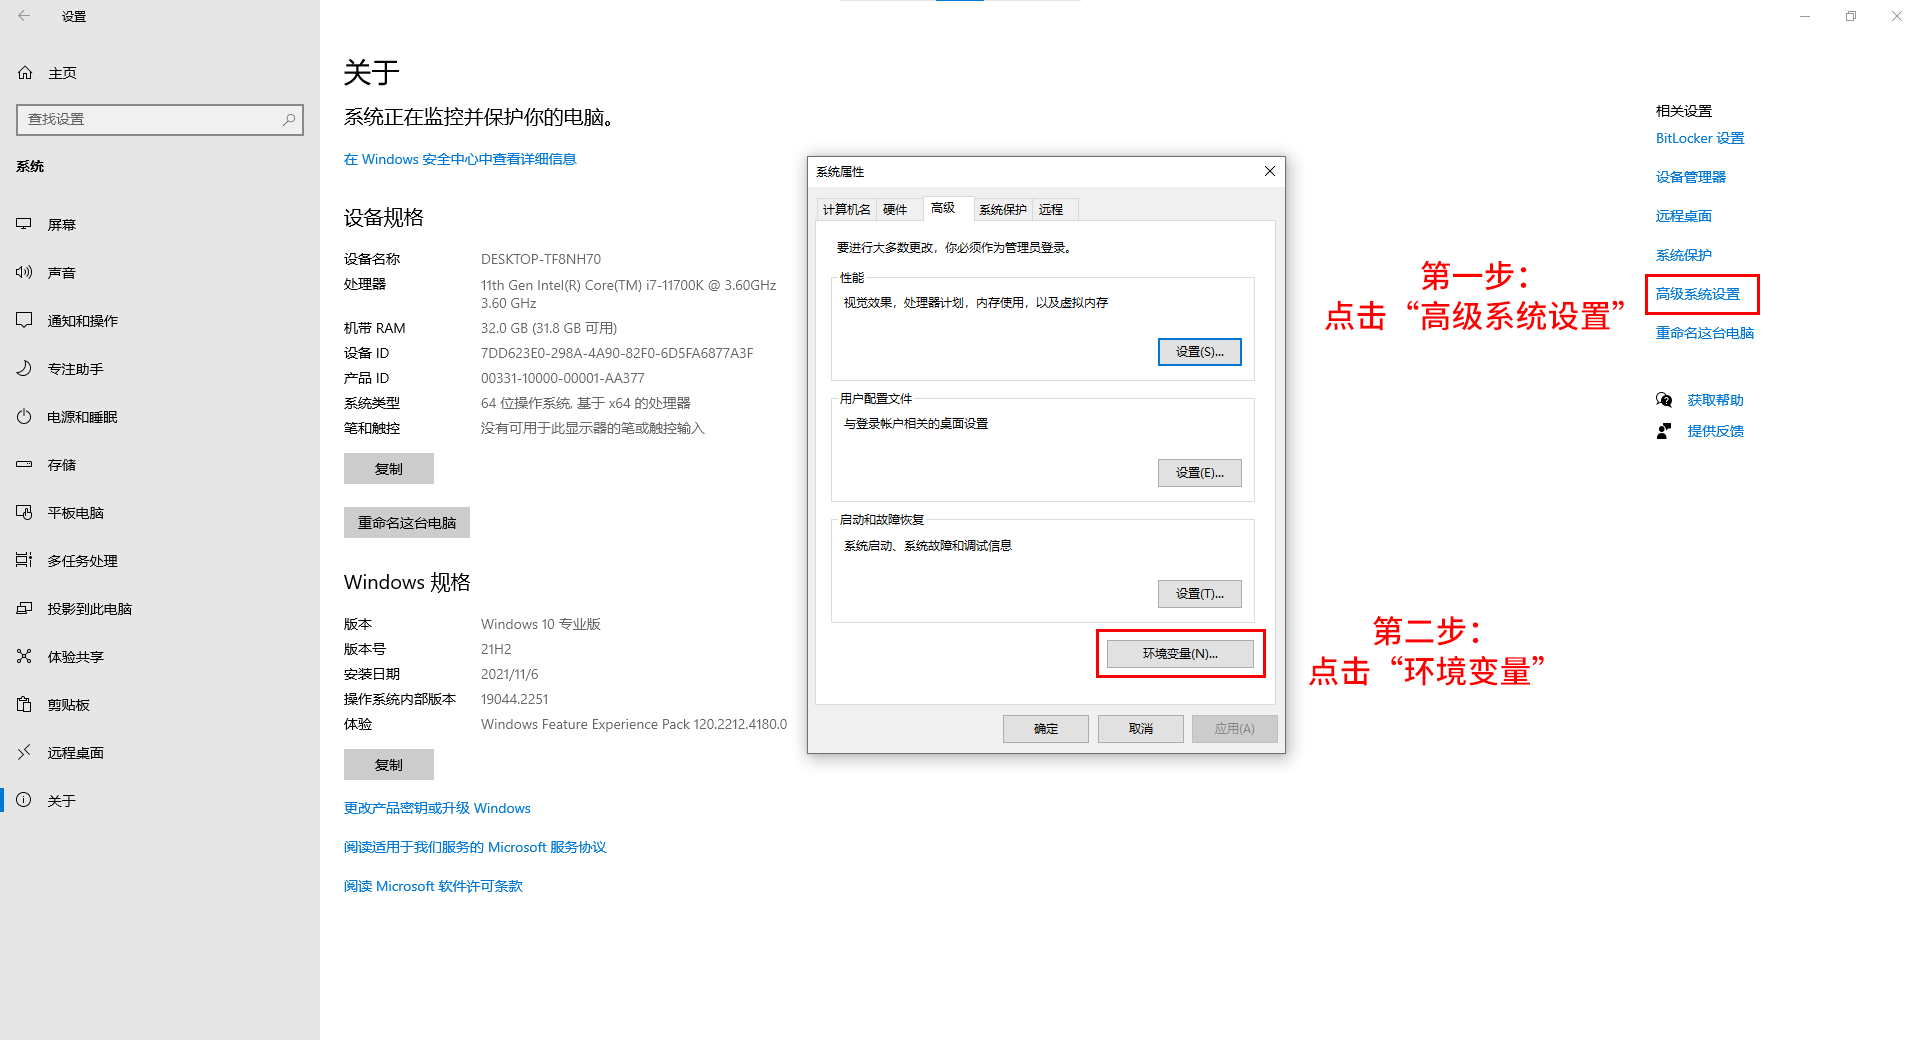 设置
主页
查找设置
系统
屏幕
声音
通知和操作
专注助手
电源和睡眠
存储
平板电脑
多任务处理
投影到此电脑
体验共享
剪贴板
远程桌面
关于
关于
系统正在监控并保护你的电脑。
在 Windows 安全中心中查看详细信息
设备规格
设备名称 DESKTOP-TF8NH70
处理器 11th Gen Intel(R) Core(TM) i7-11700K @ 3.60GHz
3.60 GHz
机带 RAM 32.0 GB (31.8 GB 可用)
设备 ID 7DD623E0-298A-4A90-82F0-6D5FA6877A3F
产品 ID 00331-10000-00001-AA377
系统类型 64 位操作系统, 基于 x64 的处理器
笔和触控 没有可用于此显示器的笔或触控输入
复制
重命名这台电脑
Windows 规格
版本 Windows 10 专业版
版本号 21H2
安装日期 2021/11/6
操作系统内部版本 19044.2251
体验 Windows Feature Experience Pack 120.2212.4180.0
复制
更改产品密钥或升级 Windows
阅读适用于我们服务的 Microsoft 服务协议
阅读 Microsoft 软件许可条款
系统属性
计算机名 硬件 高级 系统保护 远程
要进行大多数更改，你必须作为管理员登录。
性能
视觉效果，处理器计划，内存使用，以及虚拟内存
设置(S)...
用户配置文件
与登录帐户相关的桌面设置
设置(E)...
启动和故障恢复
系统启动、系统故障和调试信息
设置(T)...
环境变量(N)...
确定 取消 应用(A)
第一步：
点击“高级系统设置”
第二步：
点击“环境变量”
相关设置
BitLocker 设置
设备管理器
远程桌面
系统保护
高级系统设置
重命名这台电脑
获取帮助
提供反馈